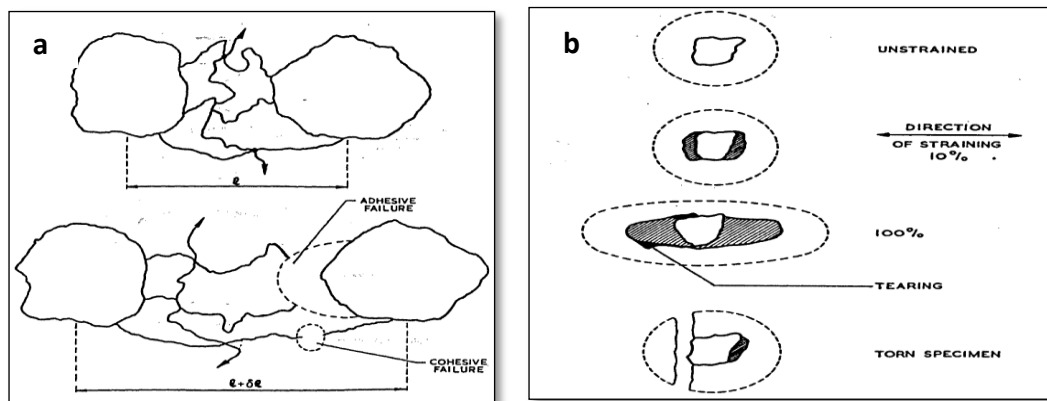 a
ℓ
ADHESIVE
FAILURE
COHESIVE
FAILURE
ℓ + δℓ
b
UNSTRAINED
DIRECTION
OF STRAINING
10%
100%
TEARING
TORN SPECIMEN